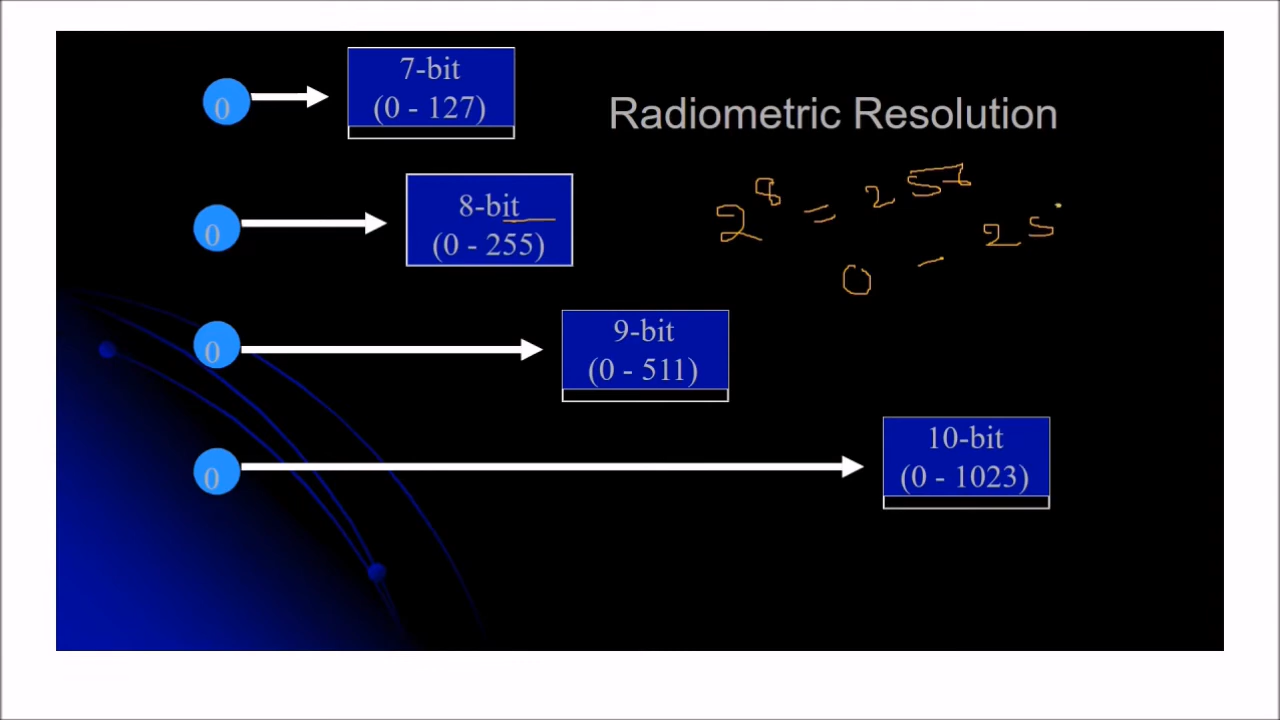 0
7-bit
(0 - 127)
Radiometric Resolution
0
8-bit
(0 - 255)
2⁸ = 256
0 - 25
0
9-bit
(0 - 511)
0
10-bit
(0 - 1023)